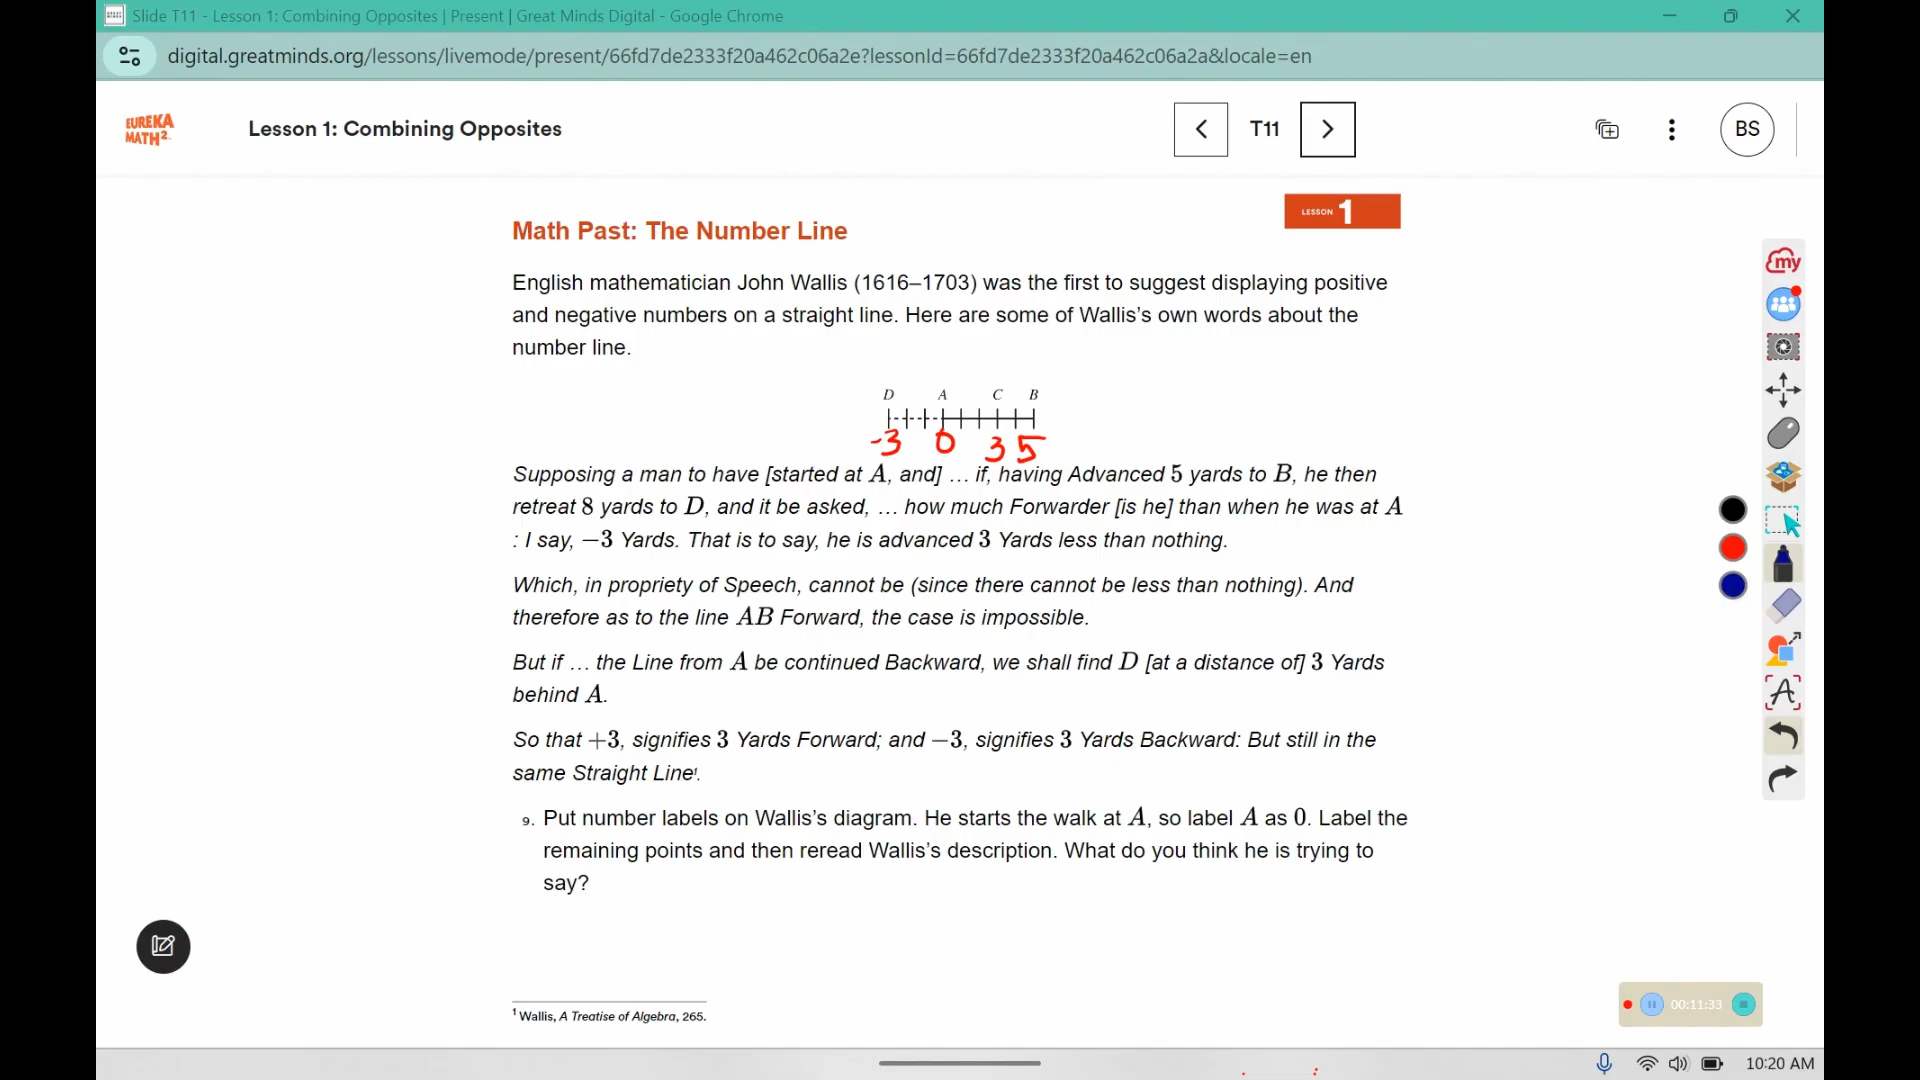 Slide T11 - Lesson 1: Combining Opposites | Present | Great Minds Digital - Google Chrome
digital.greatminds.org/lessons/livemode/present/66fd7de2333f20a462c06a2e?lessonId=66fd7de2333f20a462c06a2a&locale=en
EUREKA
MATH²
Lesson 1: Combining Opposites
T11
BS
LESSON 1
Math Past: The Number Line
English mathematician John Wallis (1616–1703) was the first to suggest displaying positive
and negative numbers on a straight line. Here are some of Wallis's own words about the
number line.
D A C B
-3 0 3 5
Supposing a man to have [started at A, and] … if, having Advanced 5 yards to B, he then
retreat 8 yards to D, and it be asked, … how much Forwarder [is he] than when he was at A
: I say, −3 Yards. That is to say, he is advanced 3 Yards less than nothing.
Which, in propriety of Speech, cannot be (since there cannot be less than nothing). And
therefore as to the line AB Forward, the case is impossible.
But if … the Line from A be continued Backward, we shall find D [at a distance of] 3 Yards
behind A.
So that +3, signifies 3 Yards Forward; and −3, signifies 3 Yards Backward: But still in the
same Straight Line¹.
9. Put number labels on Wallis's diagram. He starts the walk at A, so label A as 0. Label the
remaining points and then reread Wallis's description. What do you think he is trying to
say?
¹ Wallis, A Treatise of Algebra, 265.
my
A
00:11:33
10:20 AM